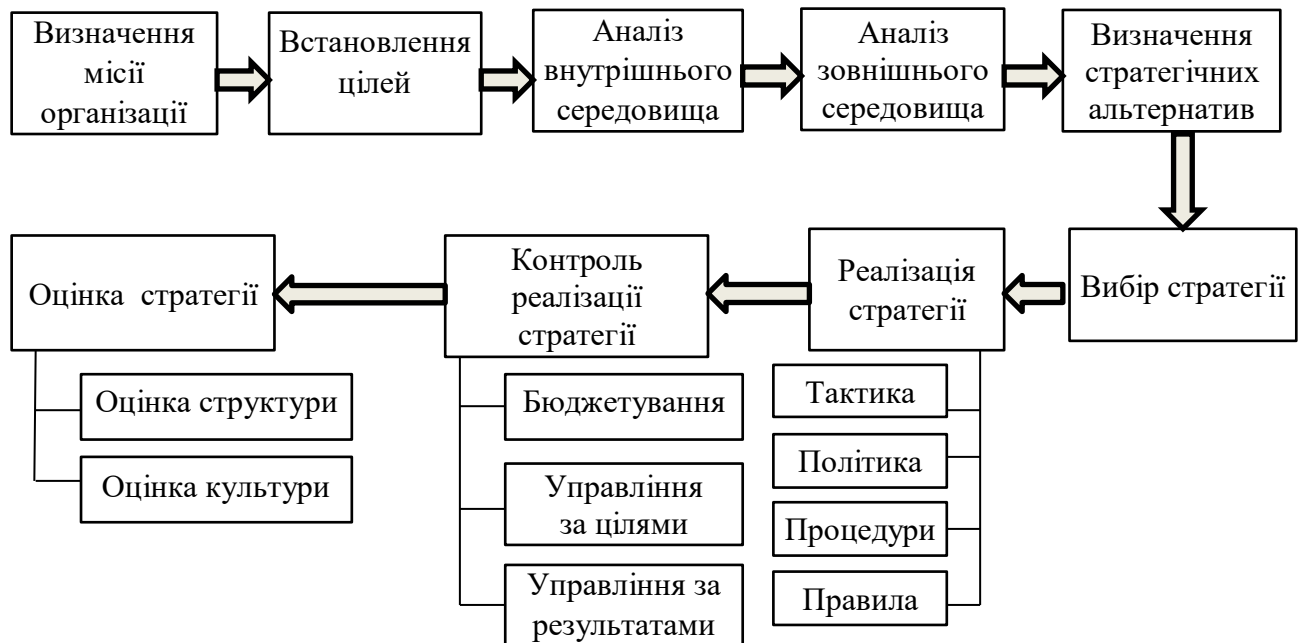 Визначення
місії
організації
Встановлення
цілей
Аналіз
внутрішнього
середовища
Аналіз
зовнішнього
середовища
Визначення
стратегічних
альтернатив
Вибір стратегії
Реалізація
стратегії
Тактика
Політика
Процедури
Правила
Контроль
реалізації
стратегії
Бюджетування
Управління
за цілями
Управління за
результатами
Оцінка стратегії
Оцінка структури
Оцінка культури